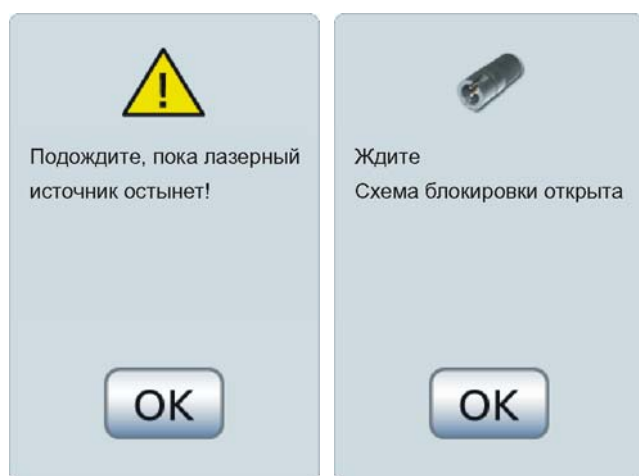 Подождите, пока лазерный
источник остынет!
OK
Ждите
Схема блокировки открыта
OK